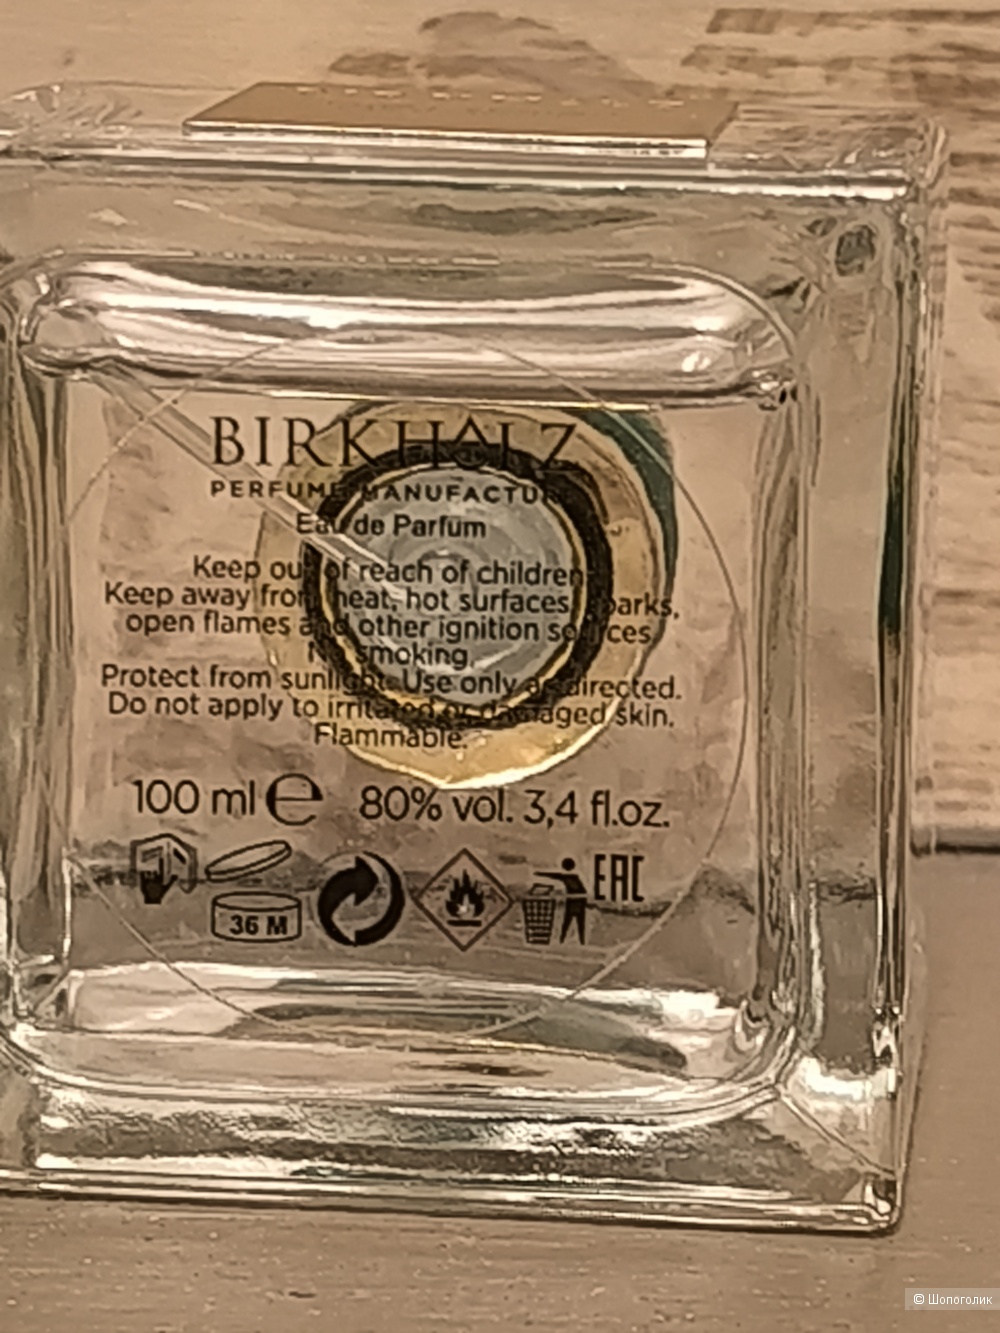 BIRKHOLZ
PERFUME MANUFACTURE
Eau de Parfum
Keep out of reach of children
Keep away from heat, hot surfaces, sparks,
open flames and other ignition sources
No smoking.
Protect from sunlight. Use only as directed.
Do not apply to irritated or damaged skin.
Flammable.
100 ml ℮ 80% vol. 3,4 fl.oz.
36 M
EAC
© Шопоголик